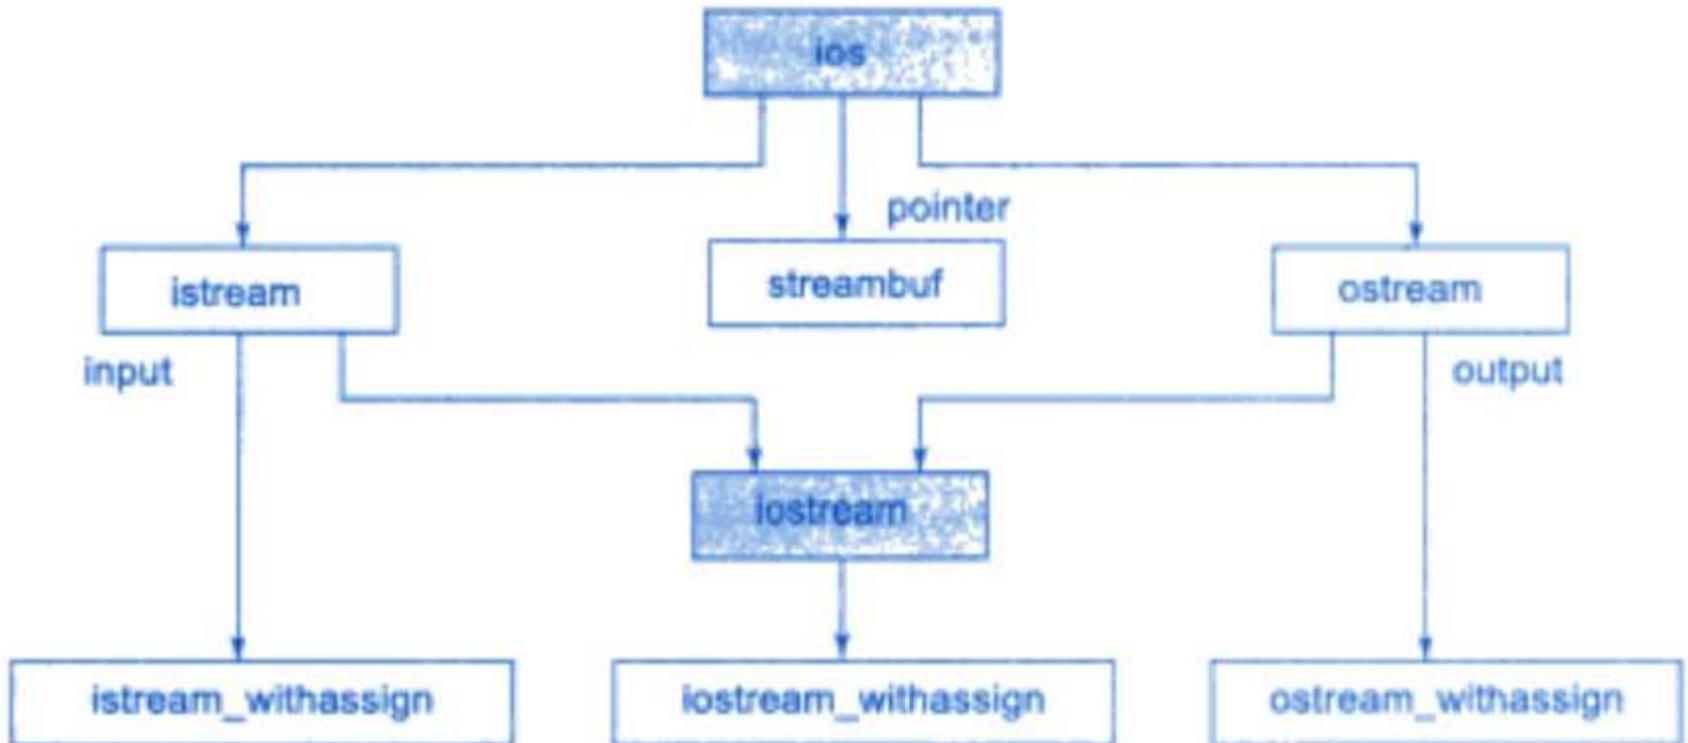 ios
pointer
istream
streambuf
ostream
input
output
iostream
istream_withassign
iostream_withassign
ostream_withassign